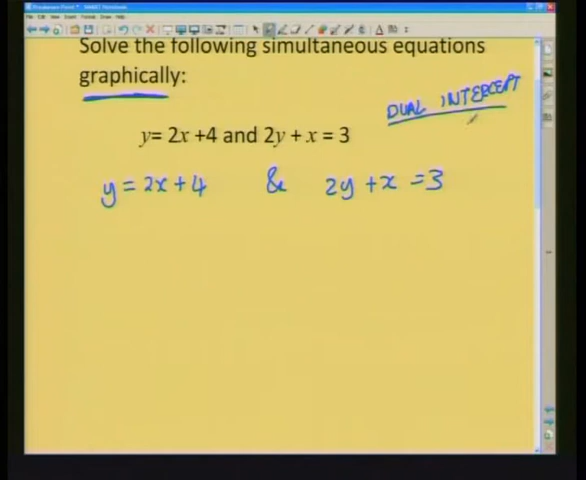 Solve the following simultaneous equations
graphically:
DUAL INTERCEPT
y= 2x +4 and 2y + x = 3
y = 2x + 4 & 2y + x = 3